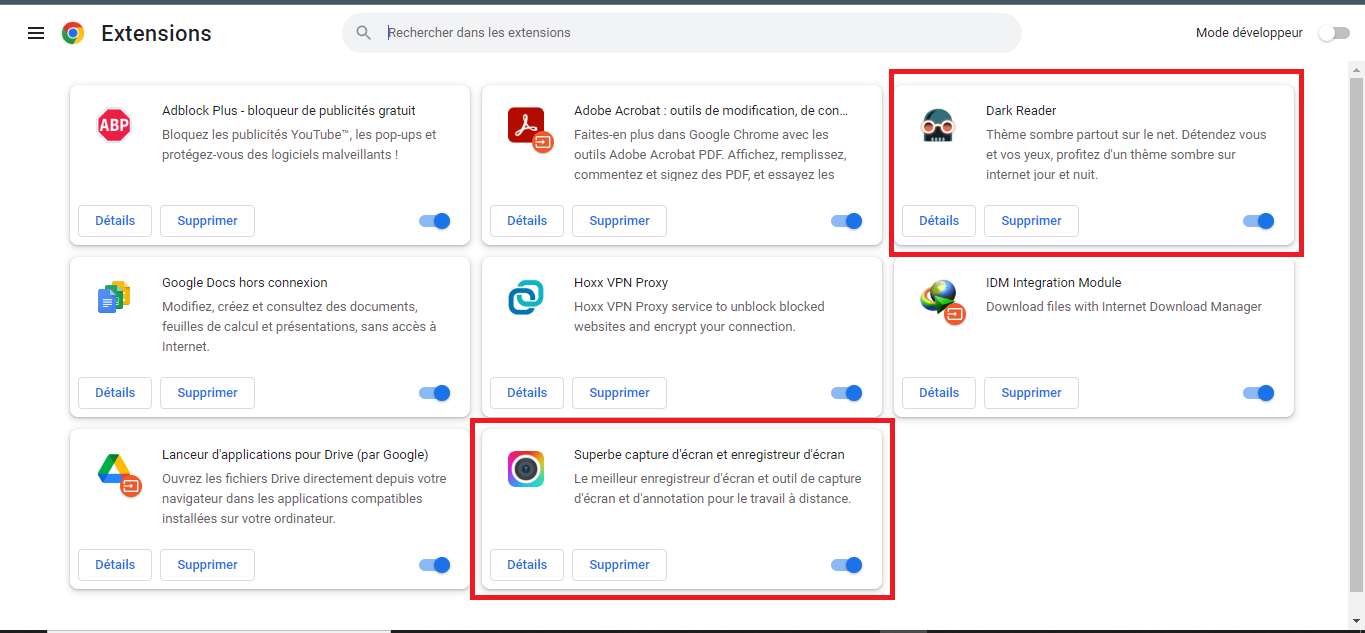 Extensions
Rechercher dans les extensions
Mode développeur
ABP
Adblock Plus - bloqueur de publicités gratuit
Bloquez les publicités YouTube™, les pop-ups et
protégez-vous des logiciels malveillants !
Détails
Supprimer
Adobe Acrobat : outils de modification, de con...
Faites-en plus dans Google Chrome avec les
outils Adobe Acrobat PDF. Affichez, remplissez,
commentez et signez des PDF, et essayez les
Détails
Supprimer
Dark Reader
Thème sombre partout sur le net. Détendez vous
et vos yeux, profitez d'un thème sombre sur
internet jour et nuit.
Détails
Supprimer
Google Docs hors connexion
Modifiez, créez et consultez des documents,
feuilles de calcul et présentations, sans accès à
Internet.
Détails
Supprimer
Hoxx VPN Proxy
Hoxx VPN Proxy service to unblock blocked
websites and encrypt your connection.
Détails
Supprimer
IDM Integration Module
Download files with Internet Download Manager
Détails
Supprimer
Lanceur d'applications pour Drive (par Google)
Ouvrez les fichiers Drive directement depuis votre
navigateur dans les applications compatibles
installées sur votre ordinateur.
Détails
Supprimer
Superbe capture d'écran et enregistreur d'écran
Le meilleur enregistreur d'écran et outil de capture
d'écran et d'annotation pour le travail à distance.
Détails
Supprimer